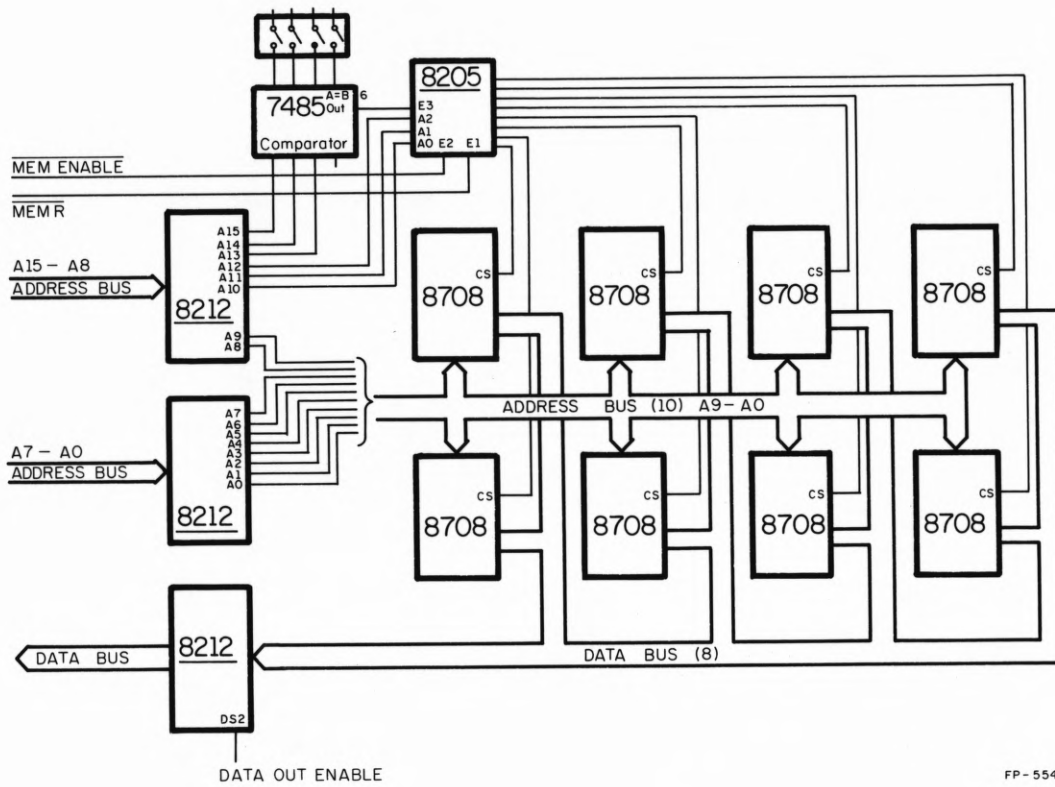 8205
7485
A=B
6
Out
Comparator
E3
A2
A1
A0 E2 E1
MEM ENABLE
MEM R
A15 - A8
ADDRESS BUS
8212
A15
A14
A13
A12
A11
A10
A9
A8
A7 - A0
ADDRESS BUS
8212
A7
A6
A5
A4
A3
A2
A1
A0
CS
8708
CS
8708
CS
8708
CS
8708
ADDRESS BUS (10) A9 - A0
CS
8708
CS
8708
CS
8708
CS
8708
8212
DATA BUS
DS2
DATA BUS (8)
DATA OUT ENABLE
FP - 554